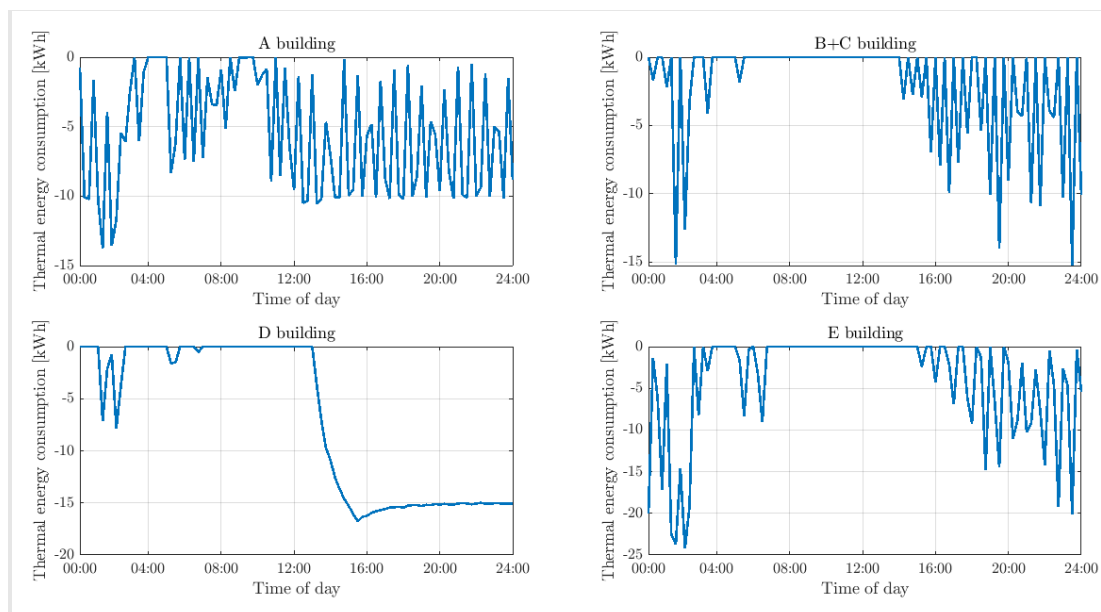 A building
Thermal energy consumption [kWh]
0
-5
-10
-15
00:00 04:00 08:00 12:00 16:00 20:00 24:00
Time of day
B+C building
Thermal energy consumption [kWh]
0
-5
-10
-15
00:00 04:00 08:00 12:00 16:00 20:00 24:00
Time of day
D building
Thermal energy consumption [kWh]
0
-5
-10
-15
-20
00:00 04:00 08:00 12:00 16:00 20:00 24:00
Time of day
E building
Thermal energy consumption [kWh]
0
-5
-10
-15
-20
-25
00:00 04:00 08:00 12:00 16:00 20:00 24:00
Time of day